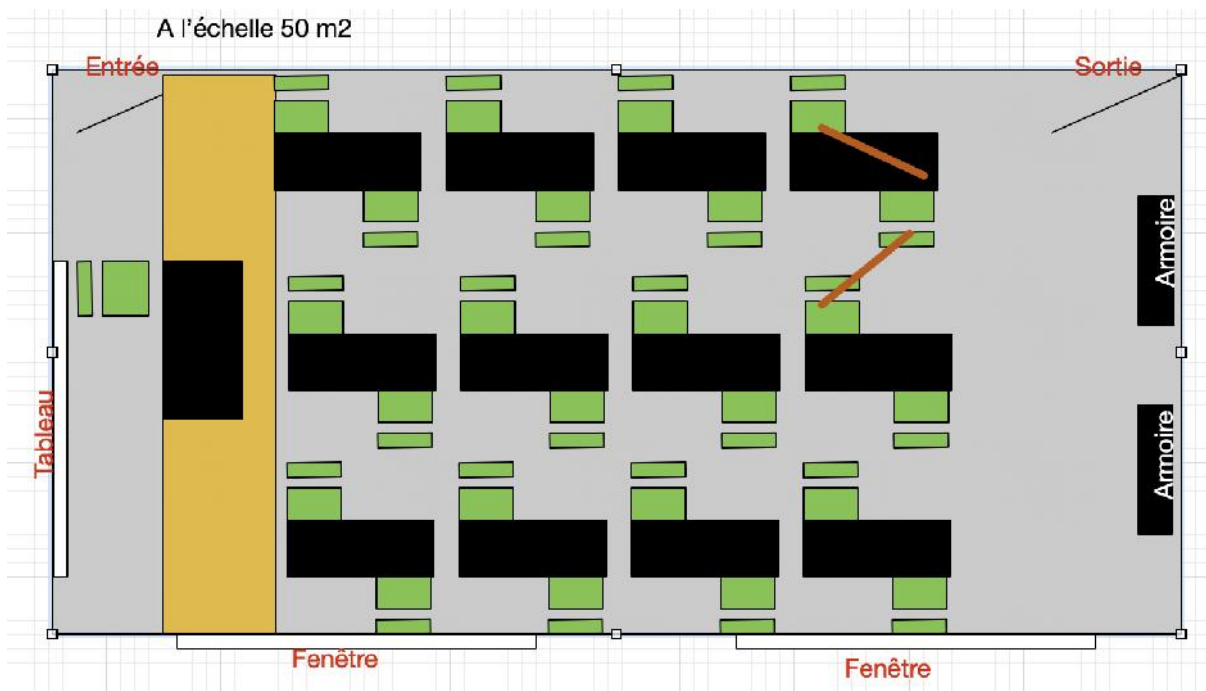 A l'échelle 50 m2
Entrée
Sortie
Armoire
Tableau
Armoire
Fenêtre
Fenêtre